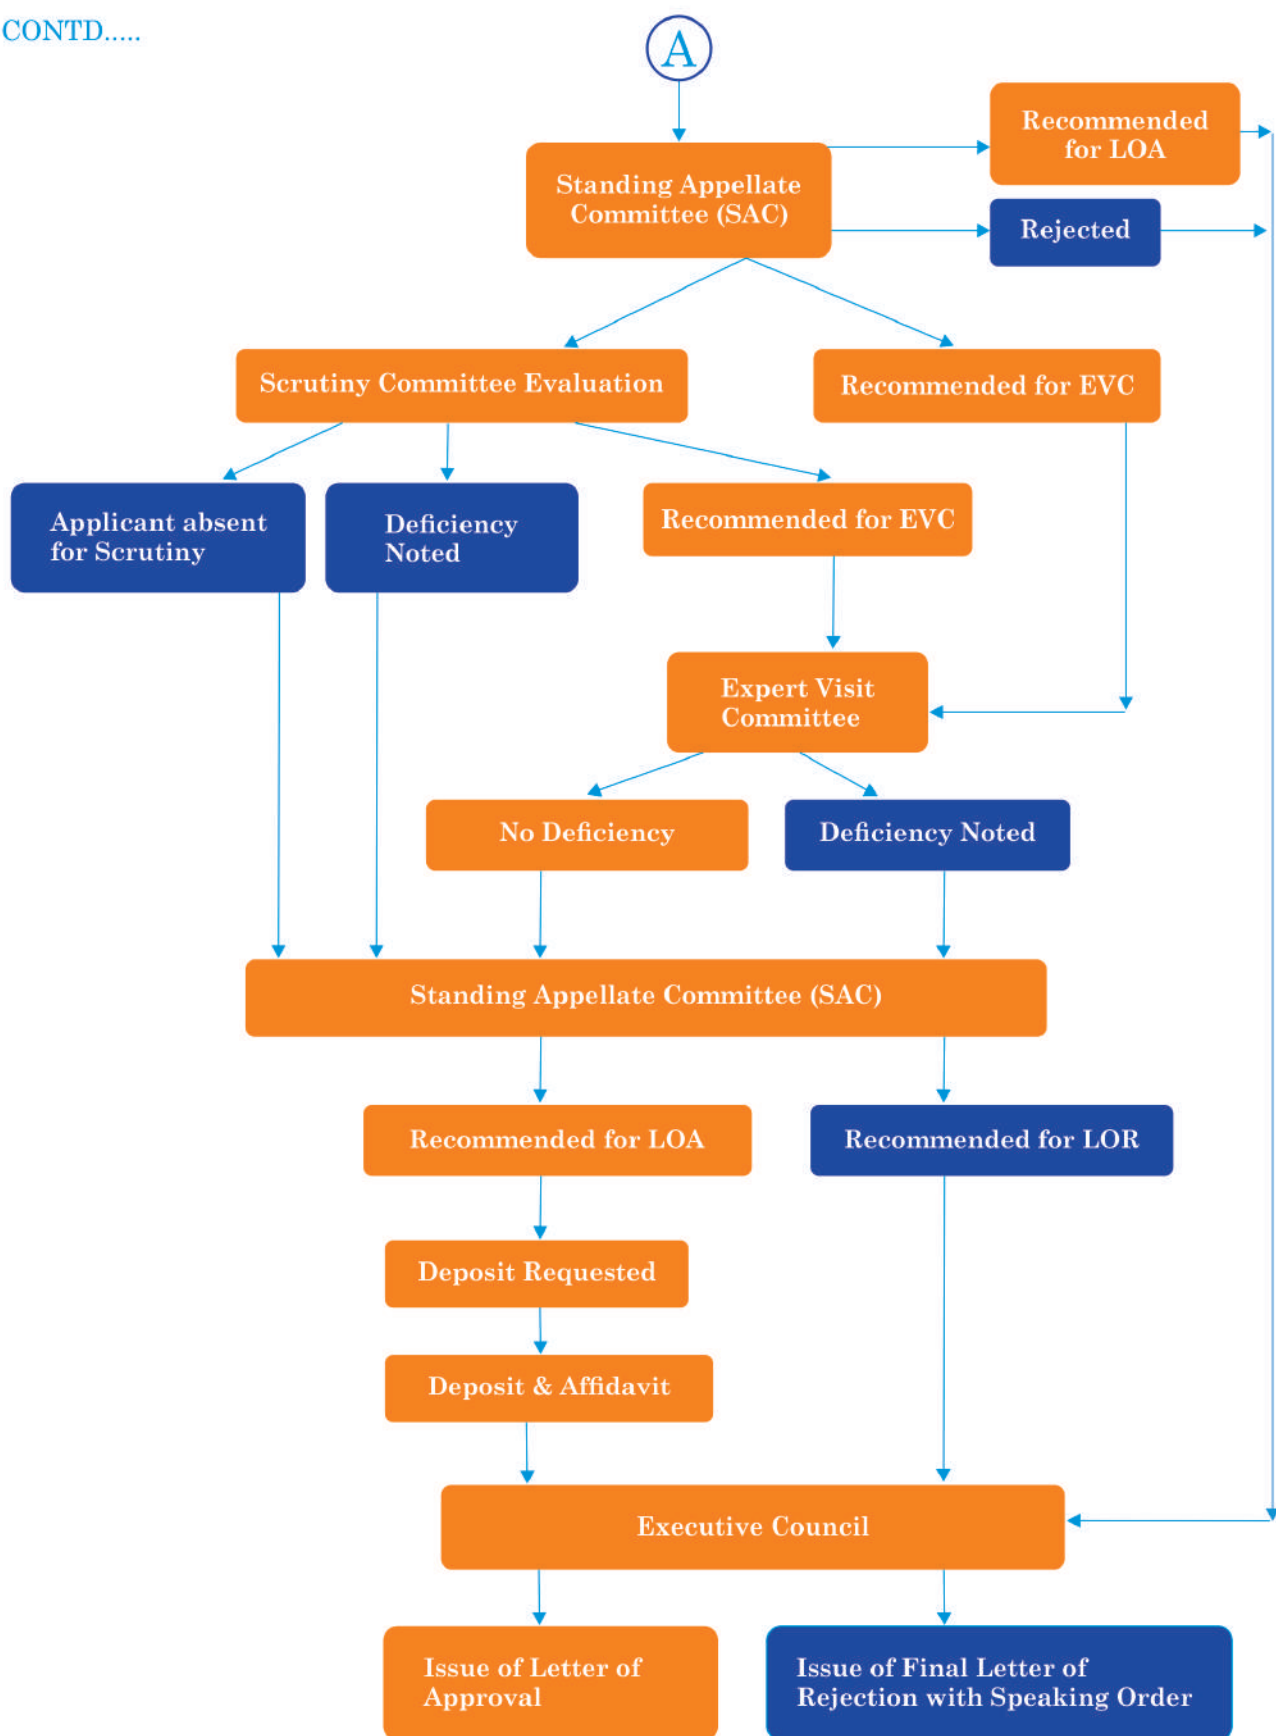 CONTD.....
A
Recommended
for LOA
Standing Appellate
Committee (SAC)
Rejected
Scrutiny Committee Evaluation
Recommended for EVC
Applicant absent
for Scrutiny
Deficiency
Noted
Recommended for EVC
Expert Visit
Committee
No Deficiency
Deficiency Noted
Standing Appellate Committee (SAC)
Recommended for LOA
Recommended for LOR
Deposit Requested
Deposit & Affidavit
Executive Council
Issue of Letter of
Approval
Issue of Final Letter of
Rejection with Speaking Order